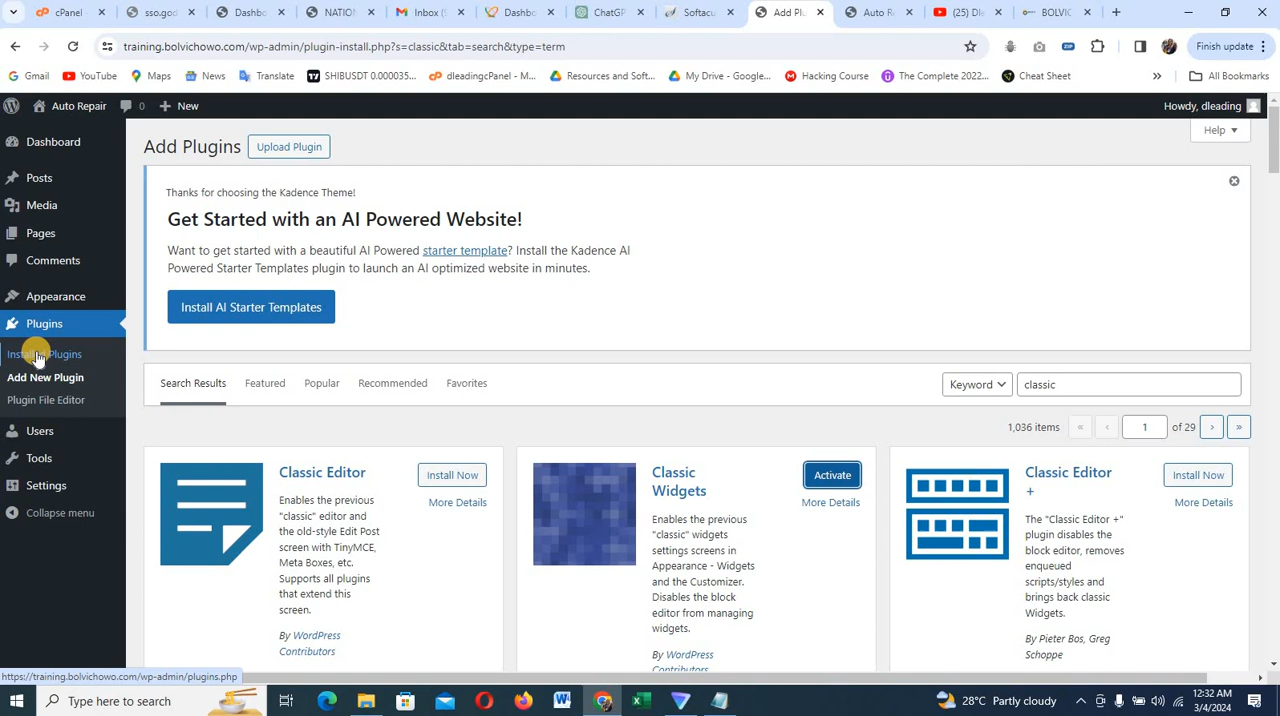 cPanel -
sso.god
Dashbo
NATION
Inbox (5
Dashbo
ChatGP
Softacu
Add Plu
Auto Re
(25) Dle
BOLVIC
training.bolvichowo.com/wp-admin/plugin-install.php?s=classic&tab=search&type=term
Finish update
Gmail
YouTube
Maps
News
Translate
SHIBUSDT 0.000035...
dleadingcPanel - M...
Resources and Soft...
My Drive - Google...
Hacking Course
The Complete 2022...
Cheat Sheet
»
All Bookmarks
Auto Repair
0
New
Howdy, dleading
Dashboard
Posts
Media
Pages
Comments
Appearance
Plugins
Add New Plugin
Plugin File Editor
Users
Tools
Settings
Collapse menu
Help
Add Plugins
Upload Plugin
Thanks for choosing the Kadence Theme!
Get Started with an AI Powered Website!
Want to get started with a beautiful AI Powered starter template? Install the Kadence AI
Powered Starter Templates plugin to launch an AI optimized website in minutes.
Install AI Starter Templates
Search Results
Featured
Popular
Recommended
Favorites
Keyword
classic
1,036 items
«
‹
1
of 29
›
»
Classic Editor
Install Now
More Details
Enables the previous
"classic" editor and
the old-style Edit Post
screen with TinyMCE,
Meta Boxes, etc.
Supports all plugins
that extend this
screen.
By WordPress
Contributors
Classic
Widgets
Activate
More Details
Enables the previous
"classic" widgets
settings screens in
Appearance - Widgets
and the Customizer.
Disables the block
editor from managing
widgets.
By WordPress
Contributors
Classic Editor
+
Install Now
More Details
The "Classic Editor +"
plugin disables the
block editor, removes
enqueued
scripts/styles and
brings back classic
Widgets.
By Pieter Bos, Greg
Schoppe
https://training.bolvichowo.com/wp-admin/plugins.php
Type here to search
28°C Partly cloudy
12:32 AM
3/4/2024